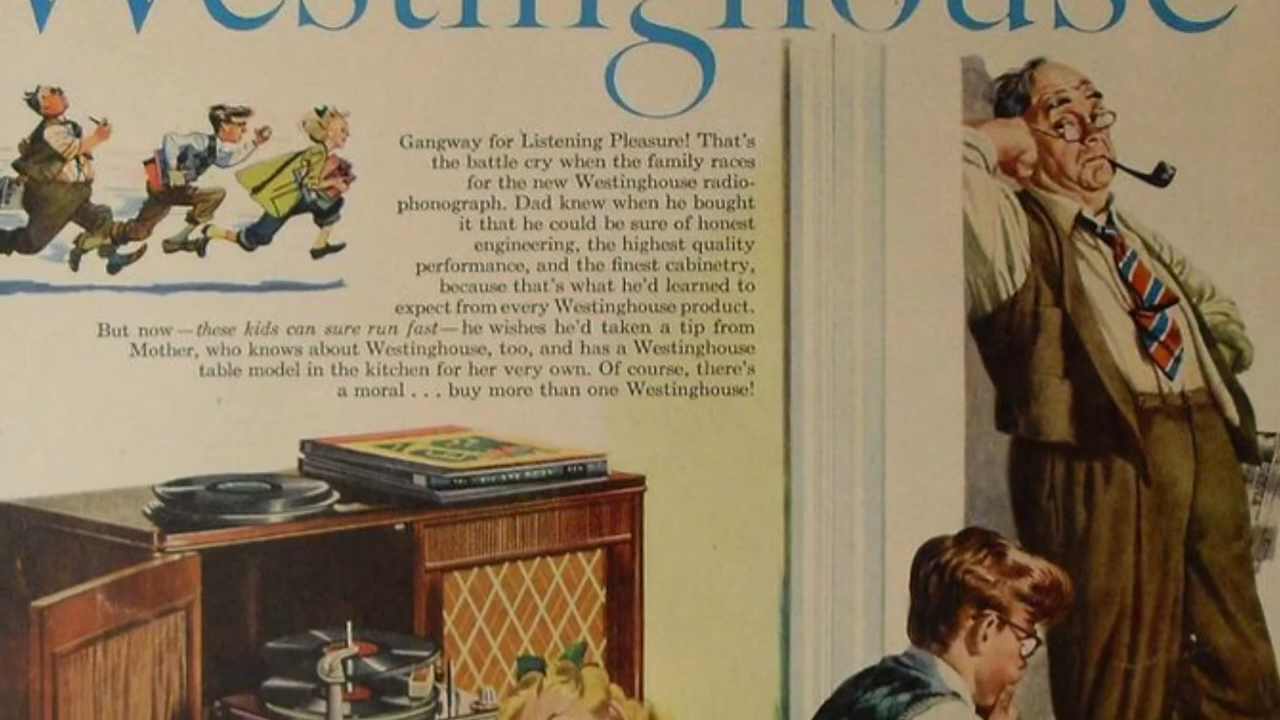 Westinghouse
Gangway for Listening Pleasure! That's
the battle cry when the family races
for the new Westinghouse radio-
phonograph. Dad knew when he bought
it that he could be sure of honest
engineering, the highest quality
performance, and the finest cabinetry,
because that's what he'd learned to
expect from every Westinghouse product.
But now—these kids can sure run fast—he wishes he'd taken a tip from
Mother, who knows about Westinghouse, too, and has a Westinghouse
table model in the kitchen for her very own. Of course, there's
a moral . . . buy more than one Westinghouse!